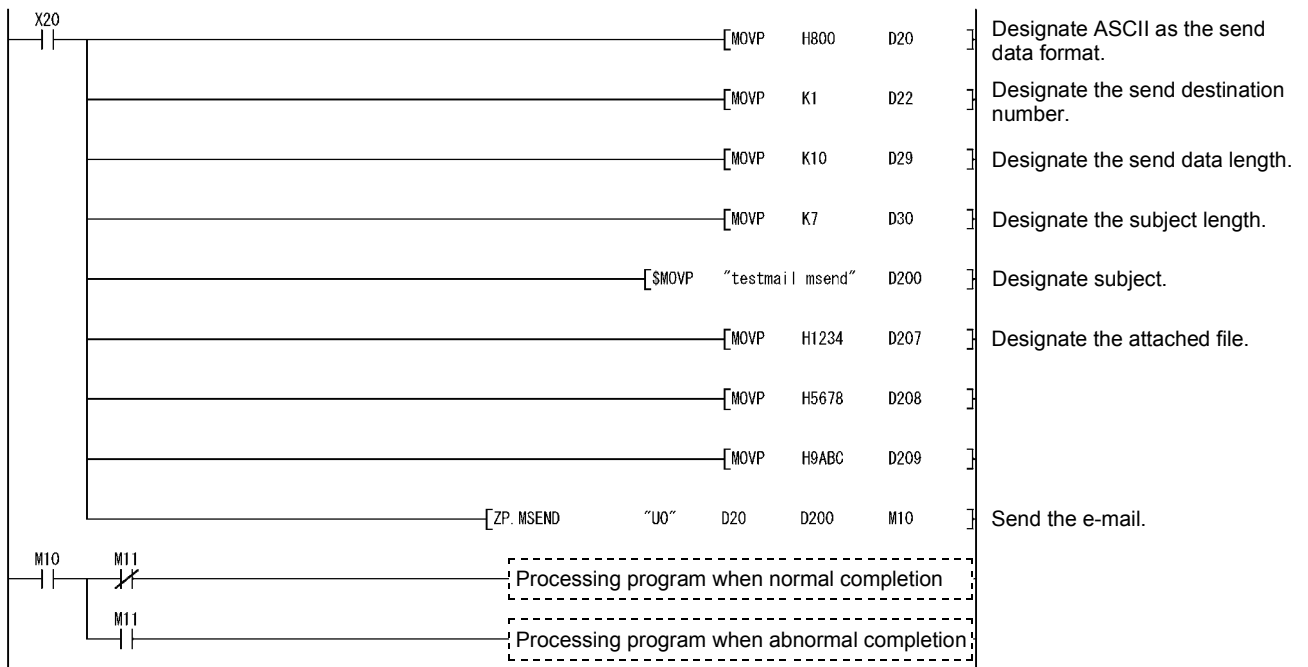 X20
MOVP H800 D20
Designate ASCII as the send
data format.
MOVP K1 D22
Designate the send destination
number.
MOVP K10 D29
Designate the send data length.
MOVP K7 D30
Designate the subject length.
$MOVP "testmail msend" D200
Designate subject.
MOVP H1234 D207
Designate the attached file.
MOVP H5678 D208
MOVP H9ABC D209
ZP.MSEND "U0" D20 D200 M10
Send the e-mail.
M10 M11
Processing program when normal completion
M11
Processing program when abnormal completion